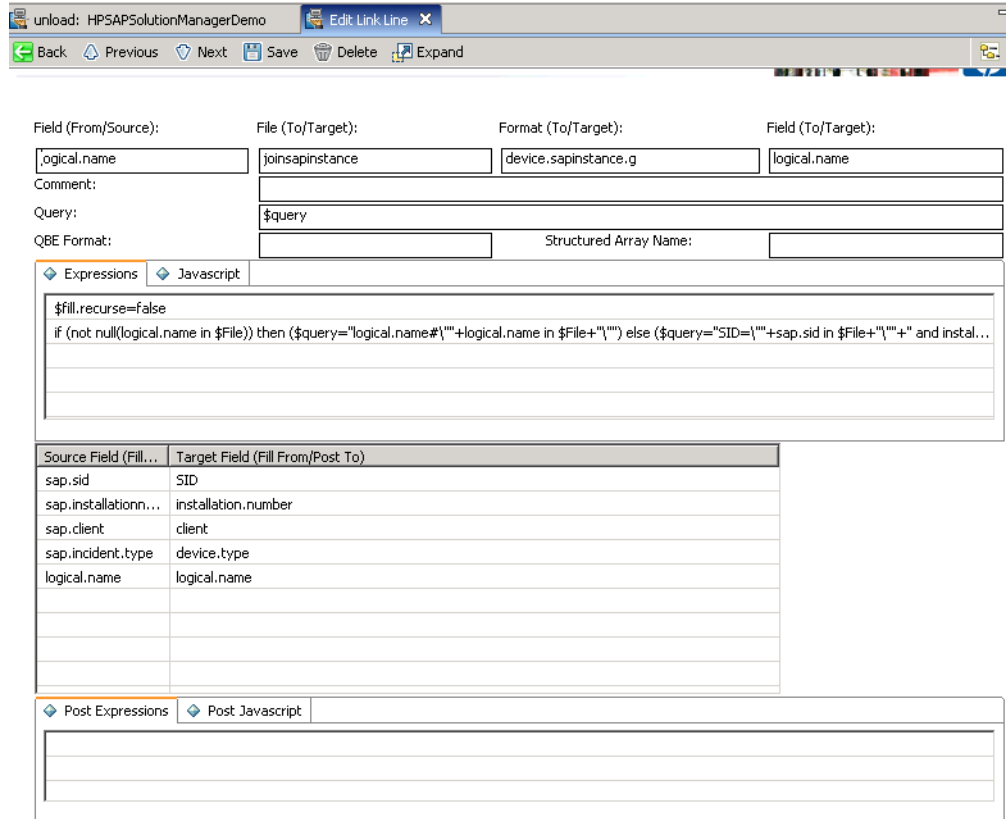 unload: HPSAPSolutionManagerDemo Edit Link Line
Back Previous Next Save Delete Expand
Field (From/Source): File (To/Target): Format (To/Target): Field (To/Target):
logical.name joinsapinstance device.sapinstance.g logical.name
Comment:
Query: $query
QBE Format: Structured Array Name:
Expressions Javascript
$fill.recurse=false
if (not null(logical.name in $File)) then ($query="logical.name#\""+logical.name in $File+"\"") else ($query="SID=\""+sap.sid in $File+"\""+" and instal...
Source Field (Fill... Target Field (Fill From/Post To)
sap.sid SID
sap.installationn... installation.number
sap.client client
sap.incident.type device.type
logical.name logical.name
Post Expressions Post Javascript